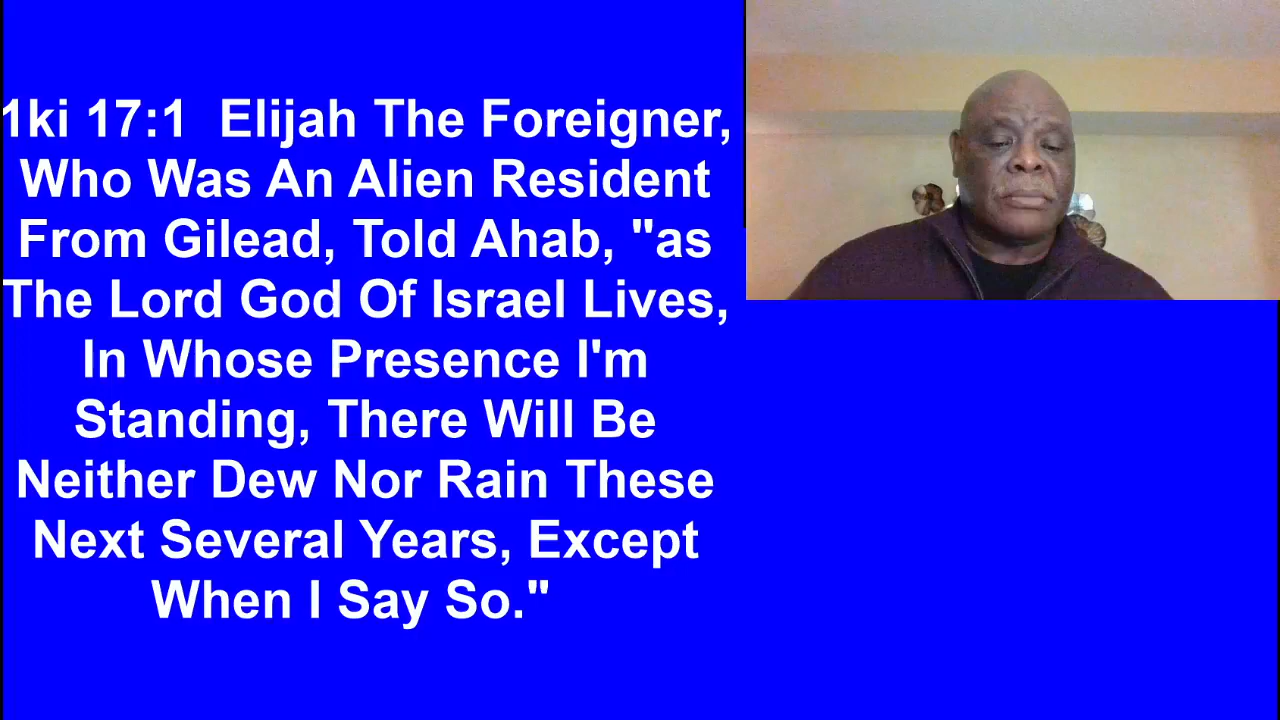 1ki 17:1  Elijah The Foreigner,
Who Was An Alien Resident
From Gilead, Told Ahab, "as
The Lord God Of Israel Lives,
In Whose Presence I'm
Standing, There Will Be
Neither Dew Nor Rain These
Next Several Years, Except
When I Say So."